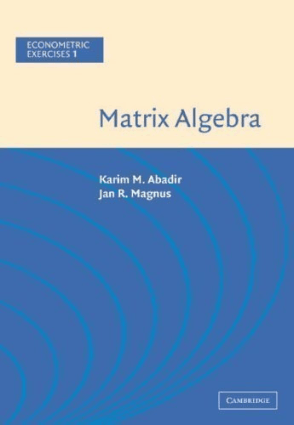 ECONOMETRIC
EXERCISES 1
Matrix Algebra
Karim M. Abadir
Jan R. Magnus
CAMBRIDGE